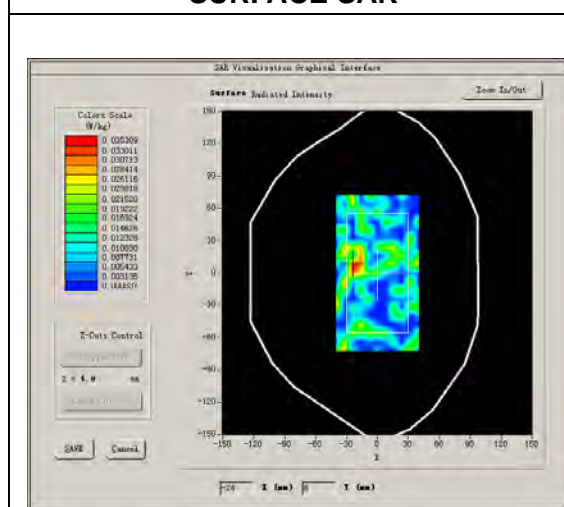 SURFACE SAR
SAR Visualisation Graphical Interface
Surface Radiated Intensity
Zoom In/Out
Colors Scale
(W/kg)
0.035309
0.033011
0.030713
0.028414
0.026116
0.023818
0.021520
0.019222
0.016924
0.014626
0.012328
0.010030
0.007731
0.005433
0.003135
150
120
90
60
30
0
-30
-60
-90
-120
-150
Y
-150 -120 -90 -60 -30 0 30 60 90 120 150
X
Z-Cuts Control
Z = 4.0 mm
SAVE
Cancel
-24 X (mm) 8 Y (mm)